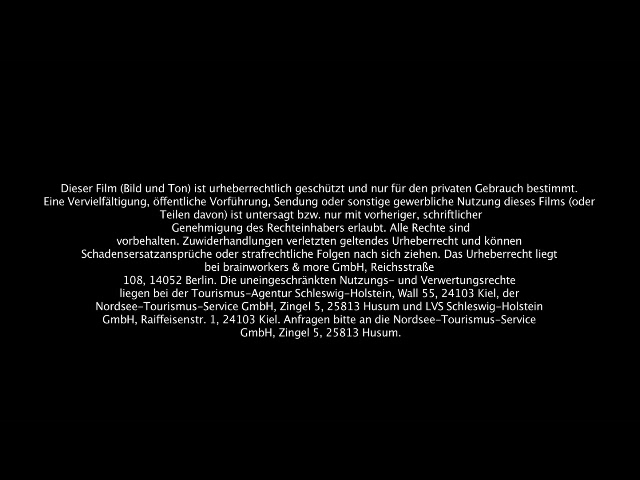 Dieser Film (Bild und Ton) ist urheberrechtlich geschützt und nur für den privaten Gebrauch bestimmt.
Eine Vervielfältigung, öffentliche Vorführung, Sendung oder sonstige gewerbliche Nutzung dieses Films (oder
Teilen davon) ist untersagt bzw. nur mit vorheriger, schriftlicher
Genehmigung des Rechteinhabers erlaubt. Alle Rechte sind
vorbehalten. Zuwiderhandlungen verletzten geltendes Urheberrecht und können
Schadensersatzansprüche oder strafrechtliche Folgen nach sich ziehen. Das Urheberrecht liegt
bei brainworkers & more GmbH, Reichsstraße
108, 14052 Berlin. Die uneingeschränkten Nutzungs- und Verwertungsrechte
liegen bei der Tourismus-Agentur Schleswig-Holstein, Wall 55, 24103 Kiel, der
Nordsee-Tourismus-Service GmbH, Zingel 5, 25813 Husum und LVS Schleswig-Holstein
GmbH, Raiffeisenstr. 1, 24103 Kiel. Anfragen bitte an die Nordsee-Tourismus-Service
GmbH, Zingel 5, 25813 Husum.